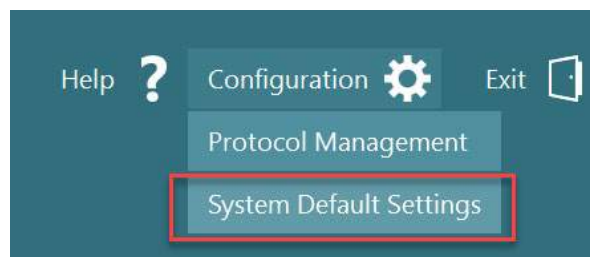 Help ? Configuration Exit
Protocol Management
System Default Settings